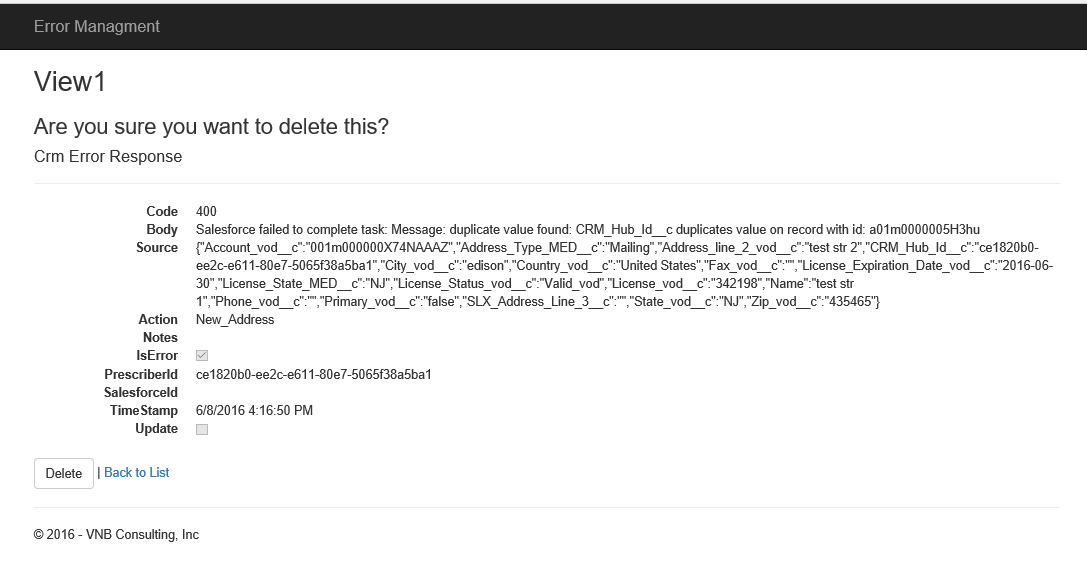 Error Managment
View1
Are you sure you want to delete this?
Crm Error Response
Code 400
Body Salesforce failed to complete task: Message: duplicate value found: CRM_Hub_Id__c duplicates value on record with id: a01m0000005H3hu
Source {"Account_vod__c":"001m000000X74NAAAZ","Address_Type_MED__c":"Mailing","Address_line_2_vod__c":"test str 2","CRM_Hub_Id__c":"ce1820b0-
ee2c-e611-80e7-5065f38a5ba1","City_vod__c":"edison","Country_vod__c":"United States","Fax_vod__c":"","License_Expiration_Date_vod__c":"2016-06-
30","License_State_MED__c":"NJ","License_Status_vod__c":"Valid_vod","License_vod__c":"342198","Name":"test str
1","Phone_vod__c":"","Primary_vod__c":"false","SLX_Address_Line_3__c":"","State_vod__c":"NJ","Zip_vod__c":"435465"}
Action New_Address
Notes
IsError
PrescriberId ce1820b0-ee2c-e611-80e7-5065f38a5ba1
SalesforceId
TimeStamp 6/8/2016 4:16:50 PM
Update
Delete | Back to List
© 2016 - VNB Consulting, Inc